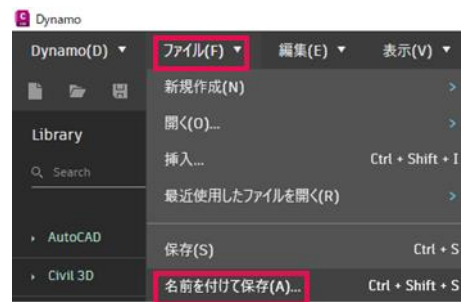 Dynamo
Dynamo(D) ▼ ファイル(F) ▼ 編集(E) ▼ 表示(V) ▼
新規作成(N) >
開く(O)... >
Library
挿入... Ctrl + Shift + I
Search
最近使用したファイルを開く(R) >
AutoCAD
保存(S) Ctrl + S
Civil 3D
名前を付けて保存(A)... Ctrl + Shift + S